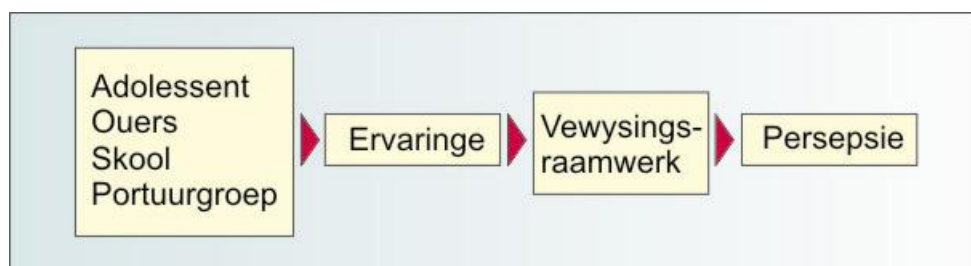 Adolessent
Ouers
Skool
Portuurgroep
Ervaringe
Vewysings-
raamwerk
Persepsie